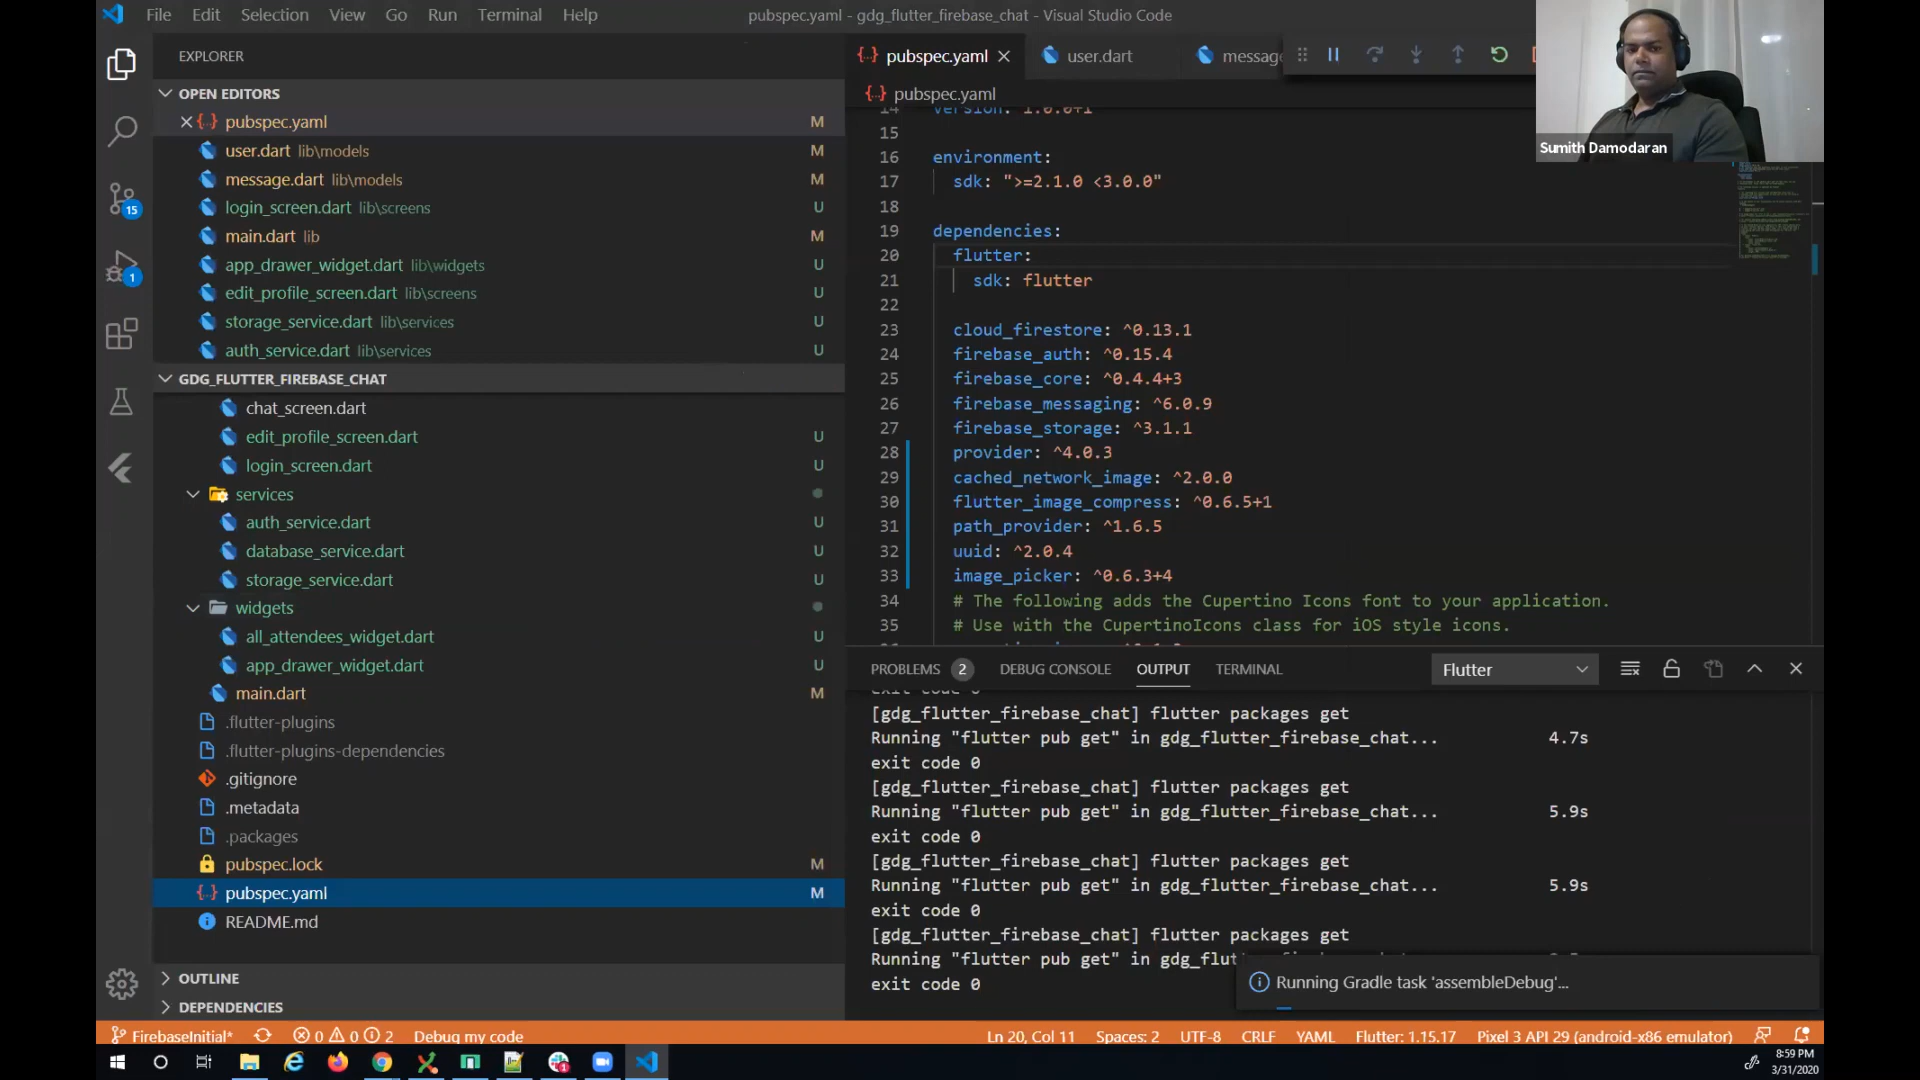 File Edit Selection View Go Run Terminal Help
pubspec.yaml - gdg_flutter_firebase_chat - Visual Studio Code
EXPLORER
OPEN EDITORS
pubspec.yaml M
user.dart lib\models M
message.dart lib\models M
login_screen.dart lib\screens U
main.dart lib M
app_drawer_widget.dart lib\widgets U
edit_profile_screen.dart lib\screens U
storage_service.dart lib\services U
auth_service.dart lib\services U
GDG_FLUTTER_FIREBASE_CHAT
chat_screen.dart
edit_profile_screen.dart U
login_screen.dart U
services
auth_service.dart U
database_service.dart U
storage_service.dart U
widgets
all_attendees_widget.dart U
app_drawer_widget.dart U
main.dart M
.flutter-plugins
.flutter-plugins-dependencies
.gitignore
.metadata
.packages
pubspec.lock M
pubspec.yaml M
README.md
OUTLINE
DEPENDENCIES
15
1
pubspec.yaml
user.dart
messag
pubspec.yaml
Sumith Damodaran
14 version: 1.0.0+1
15
16 environment:
17 sdk: ">=2.1.0 <3.0.0"
18
19 dependencies:
20 flutter:
21 sdk: flutter
22
23 cloud_firestore: ^0.13.1
24 firebase_auth: ^0.15.4
25 firebase_core: ^0.4.4+3
26 firebase_messaging: ^6.0.9
27 firebase_storage: ^3.1.1
28 provider: ^4.0.3
29 cached_network_image: ^2.0.0
30 flutter_image_compress: ^0.6.5+1
31 path_provider: ^1.6.5
32 uuid: ^2.0.4
33 image_picker: ^0.6.3+4
34 # The following adds the Cupertino Icons font to your application.
35 # Use with the CupertinoIcons class for iOS style icons.
PROBLEMS 2 DEBUG CONSOLE OUTPUT TERMINAL Flutter
exit code 0
[gdg_flutter_firebase_chat] flutter packages get
Running "flutter pub get" in gdg_flutter_firebase_chat... 4.7s
exit code 0
[gdg_flutter_firebase_chat] flutter packages get
Running "flutter pub get" in gdg_flutter_firebase_chat... 5.9s
exit code 0
[gdg_flutter_firebase_chat] flutter packages get
Running "flutter pub get" in gdg_flutter_firebase_chat... 5.9s
exit code 0
[gdg_flutter_firebase_chat] flutter packages get
Running "flutter pub get" in gdg_flut
exit code 0
Running Gradle task 'assembleDebug'...
FirebaseInitial* 0 0 2 Debug my code Ln 20, Col 11 Spaces: 2 UTF-8 CRLF YAML Flutter: 1.15.17 Pixel 3 API 29 (android-x86 emulator)
8:59 PM
3/31/2020